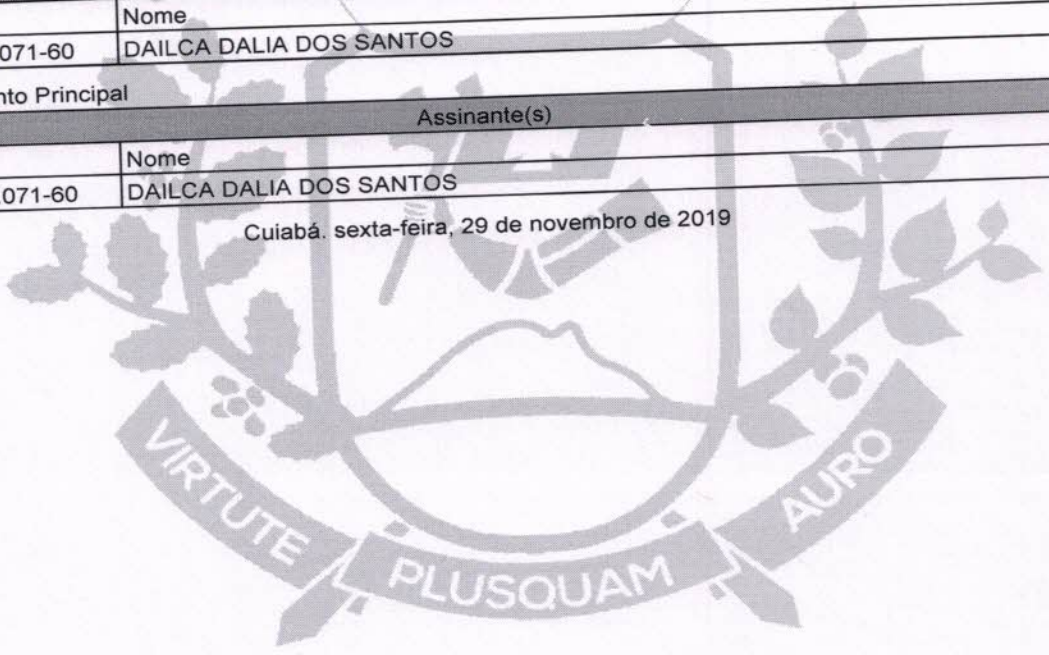 Nome
071-60 DAILCA DALIA DOS SANTOS
nto Principal
Assinante(s)
Nome
071-60 DAILCA DALIA DOS SANTOS
Cuiabá. sexta-feira, 29 de novembro de 2019
VIRTUTE PLUSQUAM AURO